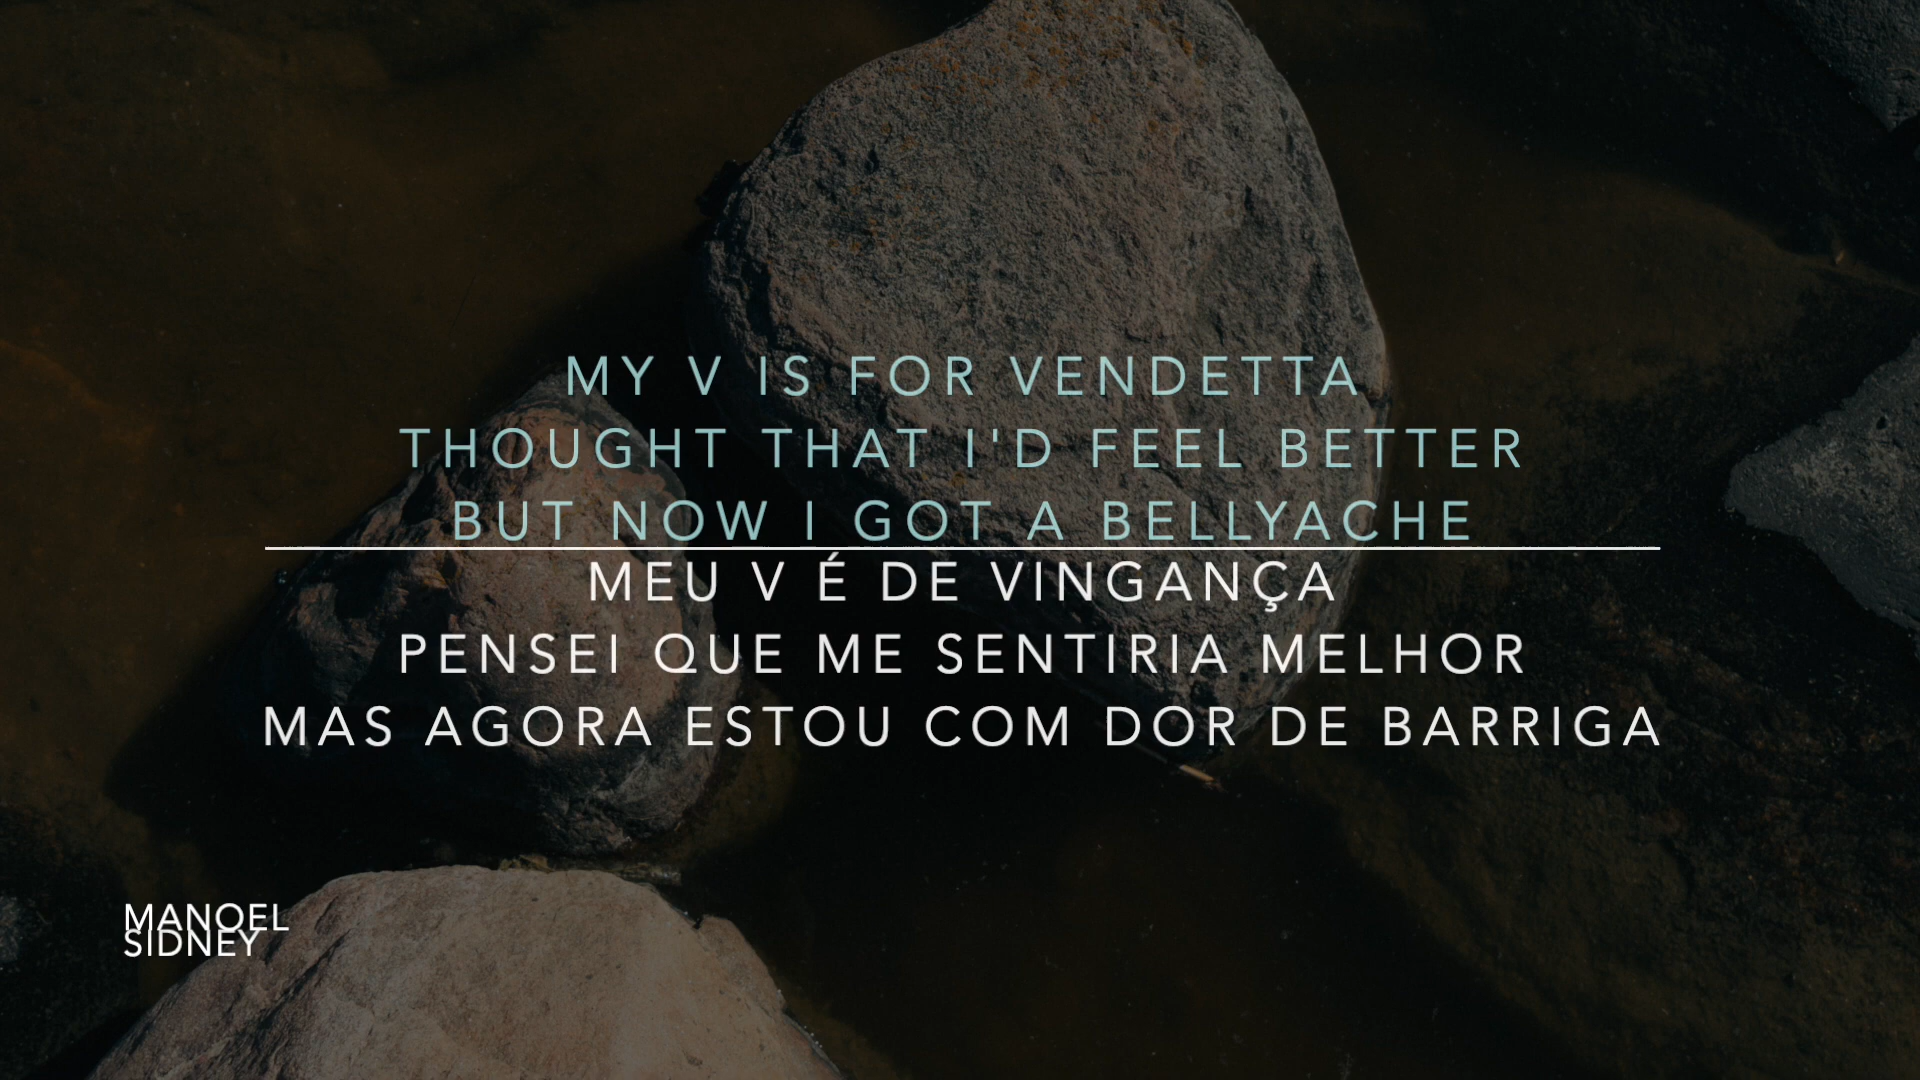 MY V IS FOR VENDETTA
THOUGHT THAT I'D FEEL BETTER
BUT NOW I GOT A BELLYACHE
MEU V É DE VINGANÇA
PENSEI QUE ME SENTIRIA MELHOR
MAS AGORA ESTOU COM DOR DE BARRIGA
MANOEL
SIDNEY